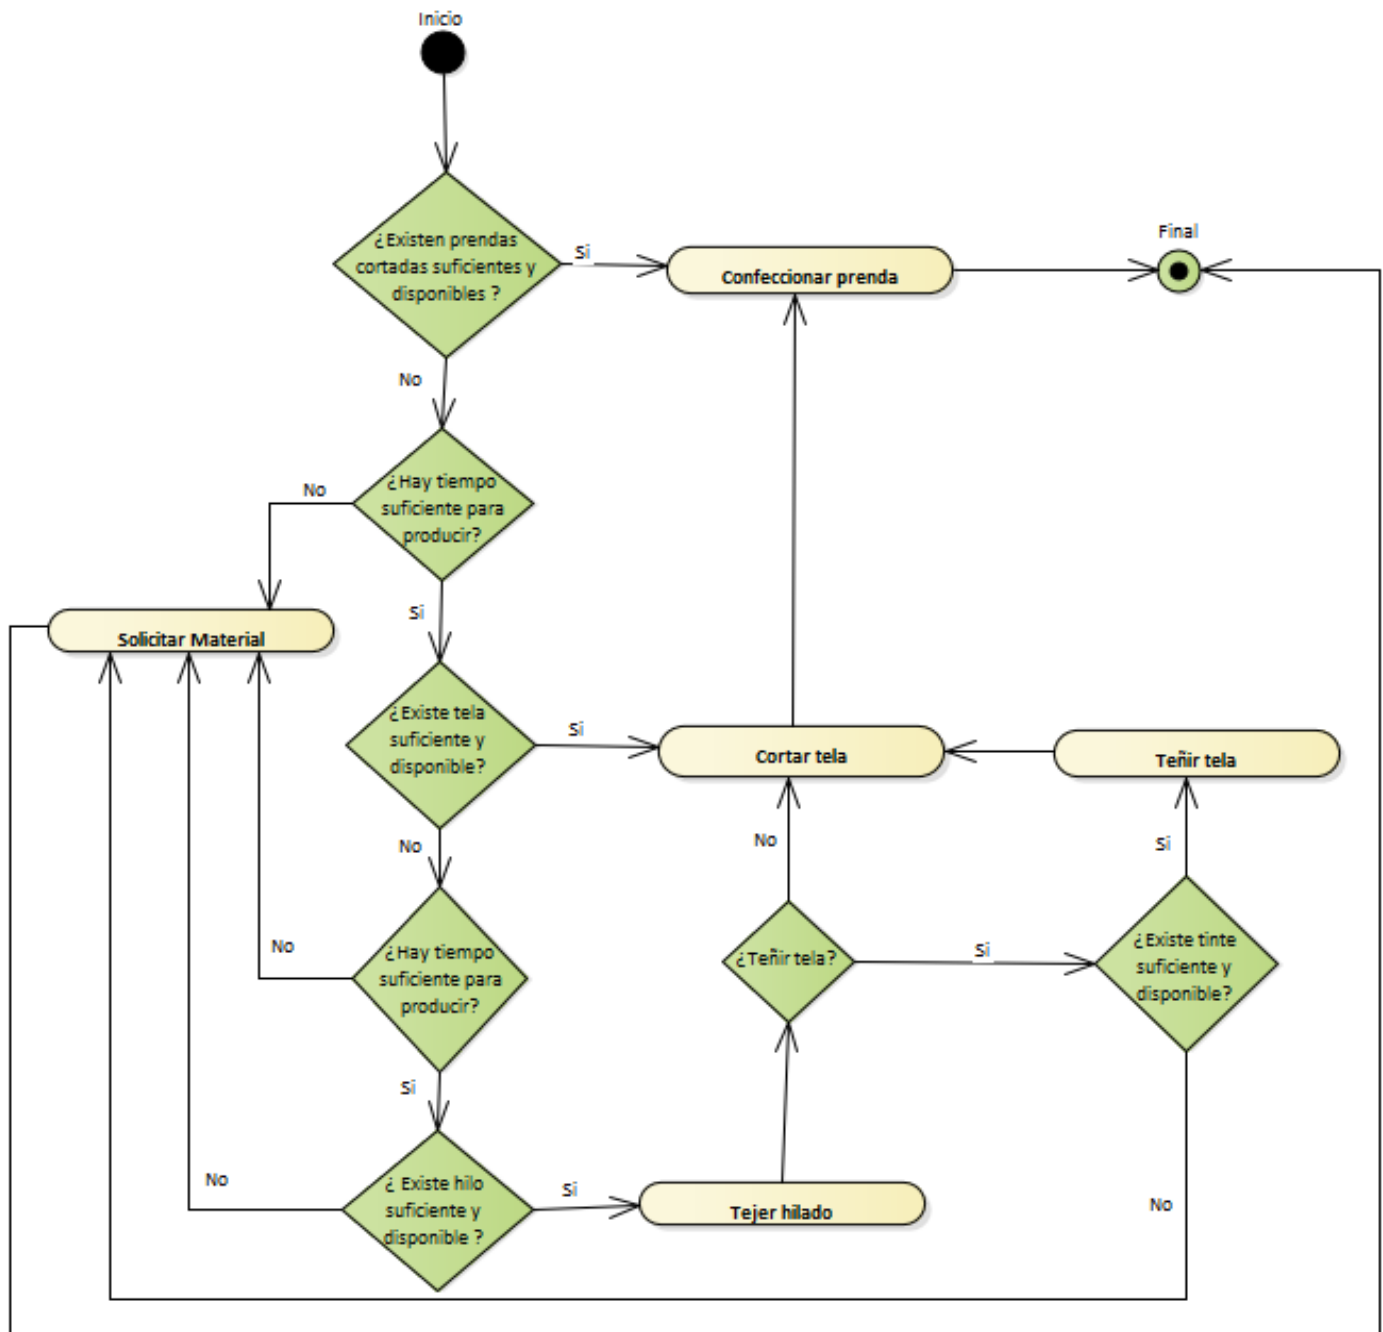 Inicio
¿Existen prendas
cortadas suficientes y
disponibles ?
Si
Confeccionar prenda
Final
No
¿Hay tiempo
suficiente para
producir?
No
Si
Solicitar Material
¿Existe tela
suficiente y
disponible?
Si
Cortar tela
Teñir tela
No
No
Si
¿Hay tiempo
suficiente para
producir?
No
¿Teñir tela?
Si
¿Existe tinte
suficiente y
disponible?
Si
¿ Existe hilo
suficiente y
disponible ?
No
Si
Tejer hilado
No